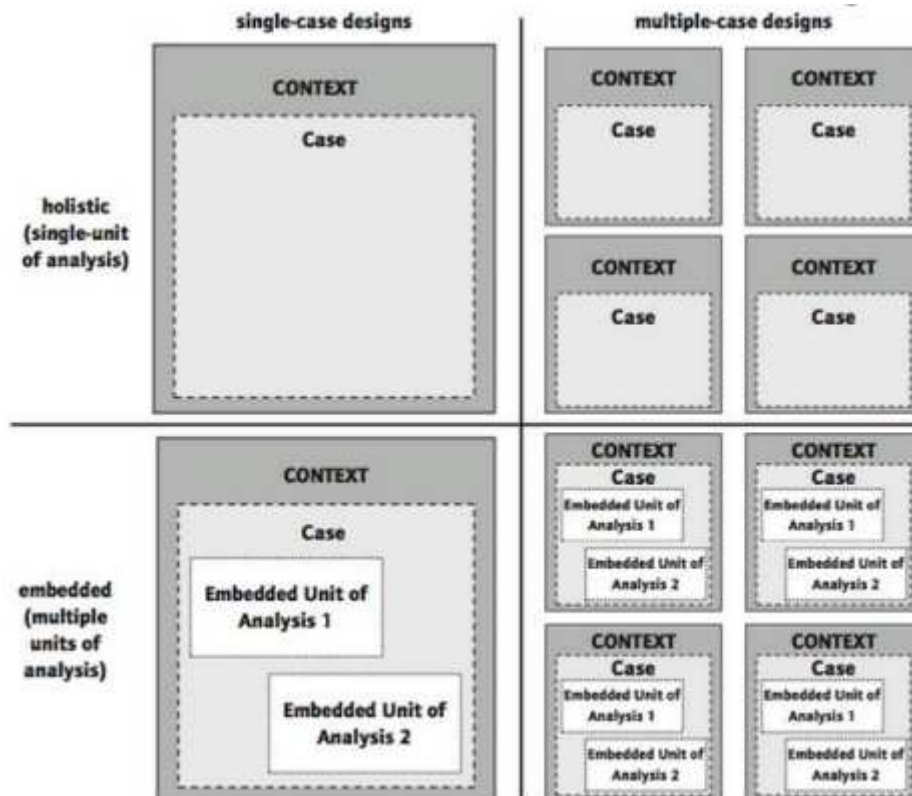 single-case designs
multiple-case designs
CONTEXT
Case
CONTEXT
Case
CONTEXT
Case
holistic
(single-unit
of analysis)
CONTEXT
Case
CONTEXT
Case
CONTEXT
Case
Embedded Unit of
Analysis 1
Embedded Unit of
Analysis 2
embedded
(multiple
units of
analysis)
CONTEXT
Case
Embedded Unit of
Analysis 1
Embedded Unit of
Analysis 2
CONTEXT
Case
Embedded Unit of
Analysis 1
Embedded Unit of
Analysis 2
CONTEXT
Case
Embedded Unit of
Analysis 1
Embedded Unit of
Analysis 2
CONTEXT
Case
Embedded Unit of
Analysis 1
Embedded Unit of
Analysis 2